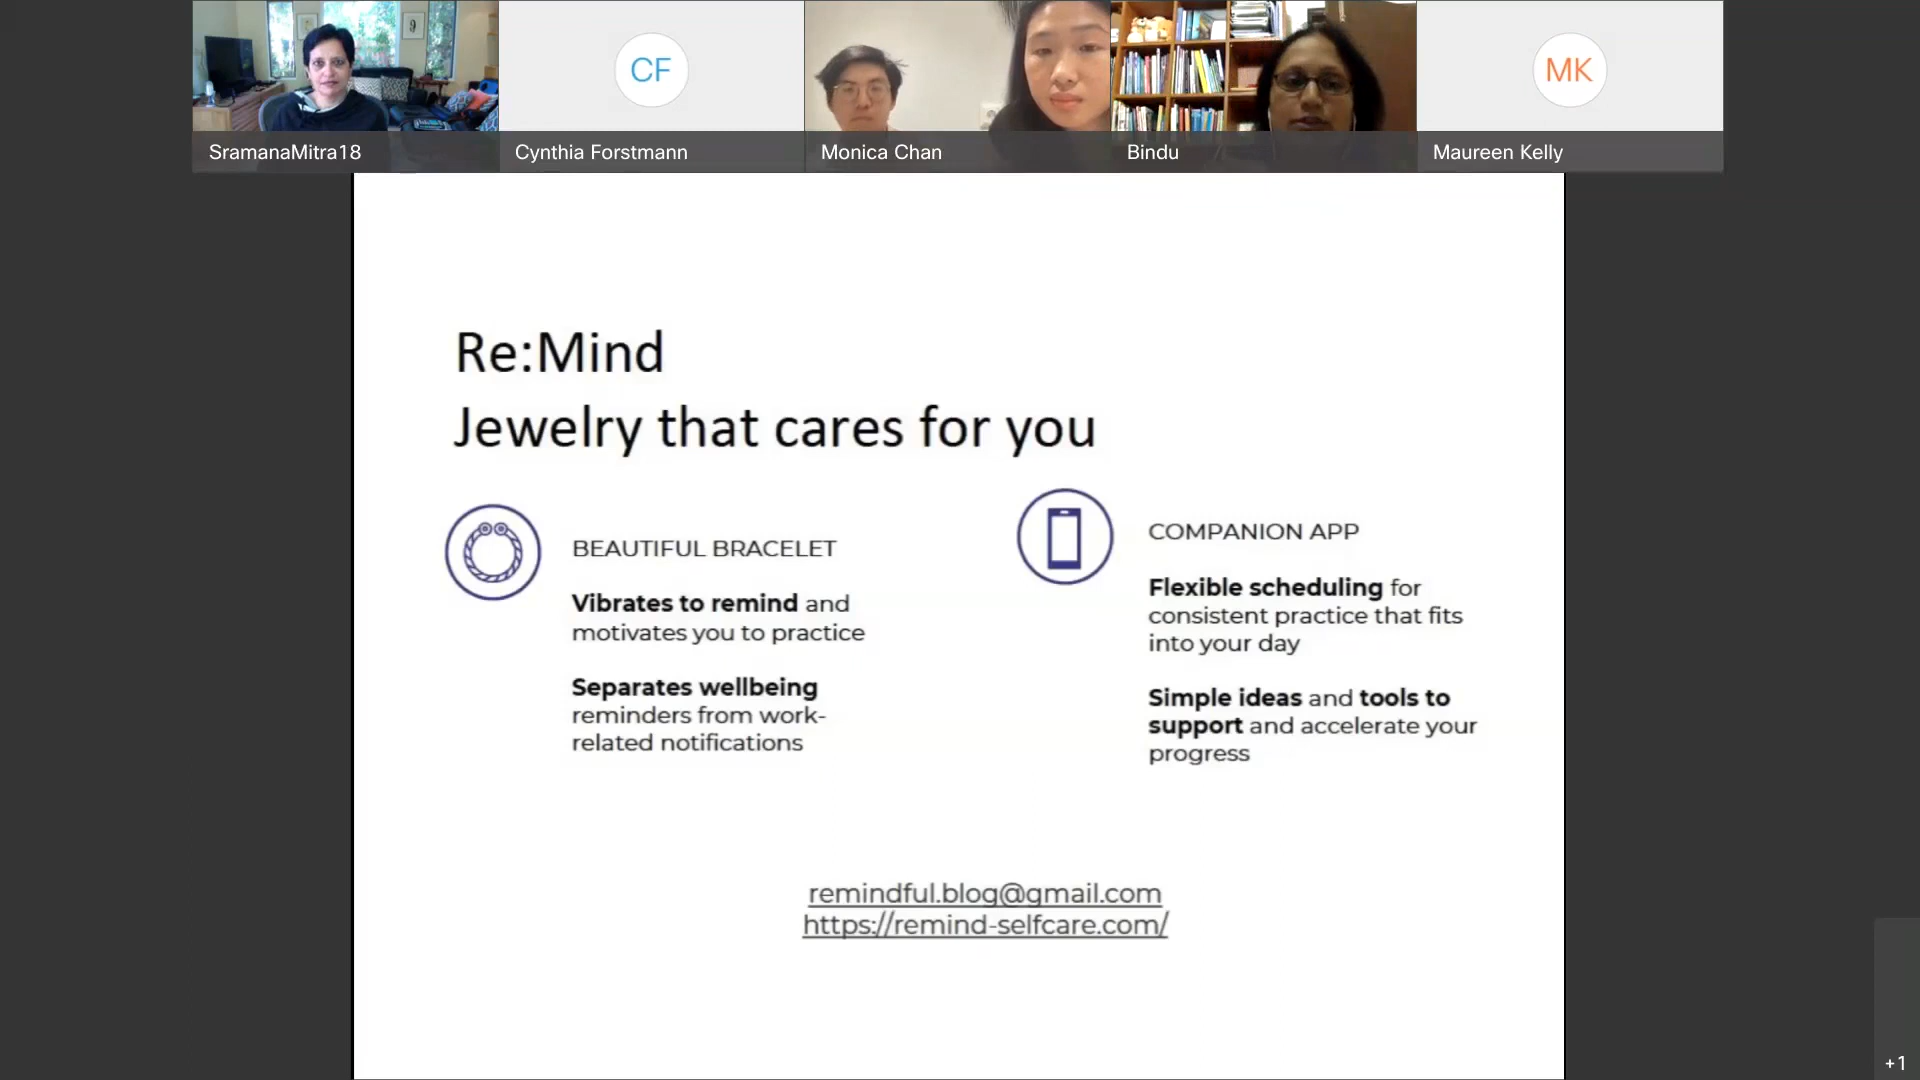 CF
MK
SramanaMitra18
Cynthia Forstmann
Monica Chan
Bindu
Maureen Kelly
Re:Mind
Jewelry that cares for you
BEAUTIFUL BRACELET
Vibrates to remind and
motivates you to practice
Separates wellbeing
reminders from work-
related notifications
COMPANION APP
Flexible scheduling for
consistent practice that fits
into your day
Simple ideas and tools to
support and accelerate your
progress
remindful.blog@gmail.com
https://remind-selfcare.com/
+1